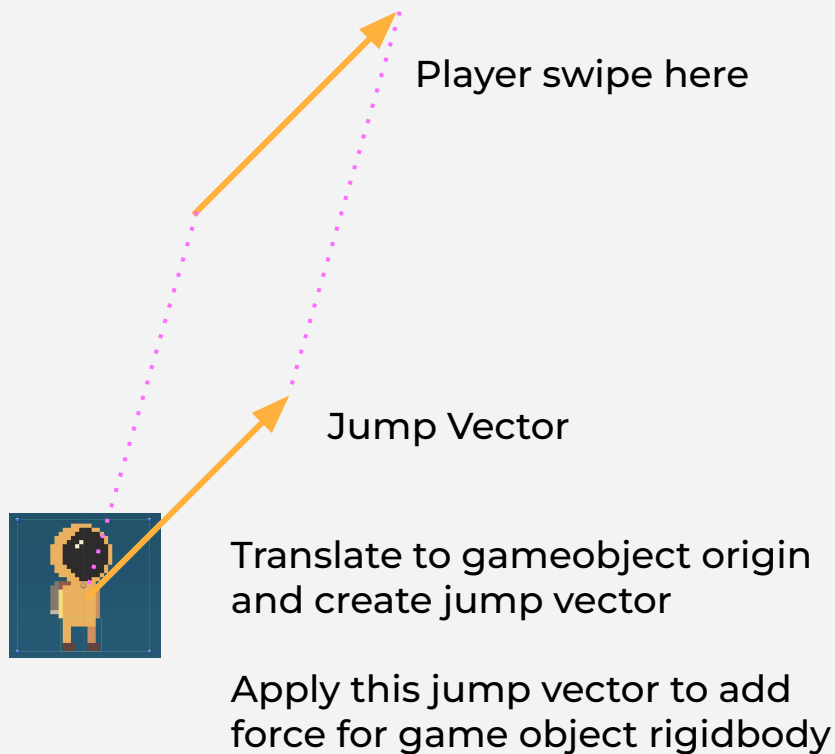 Player swipe here
Jump Vector
Translate to gameobject origin
and create jump vector
Apply this jump vector to add
force for game object rigidbody